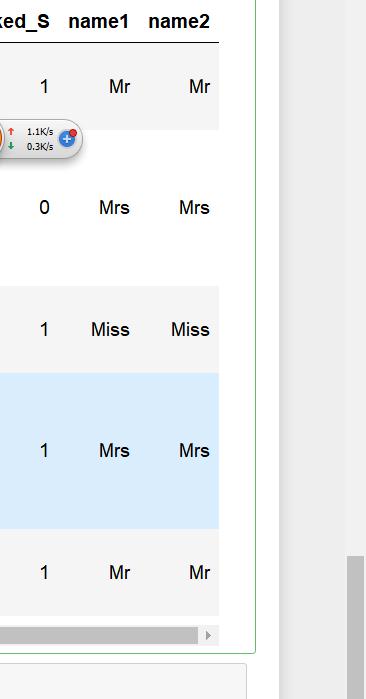 ked_S name1 name2
1 Mr Mr
1.1K/s
0.3K/s
0 Mrs Mrs
1 Miss Miss
1 Mrs Mrs
1 Mr Mr